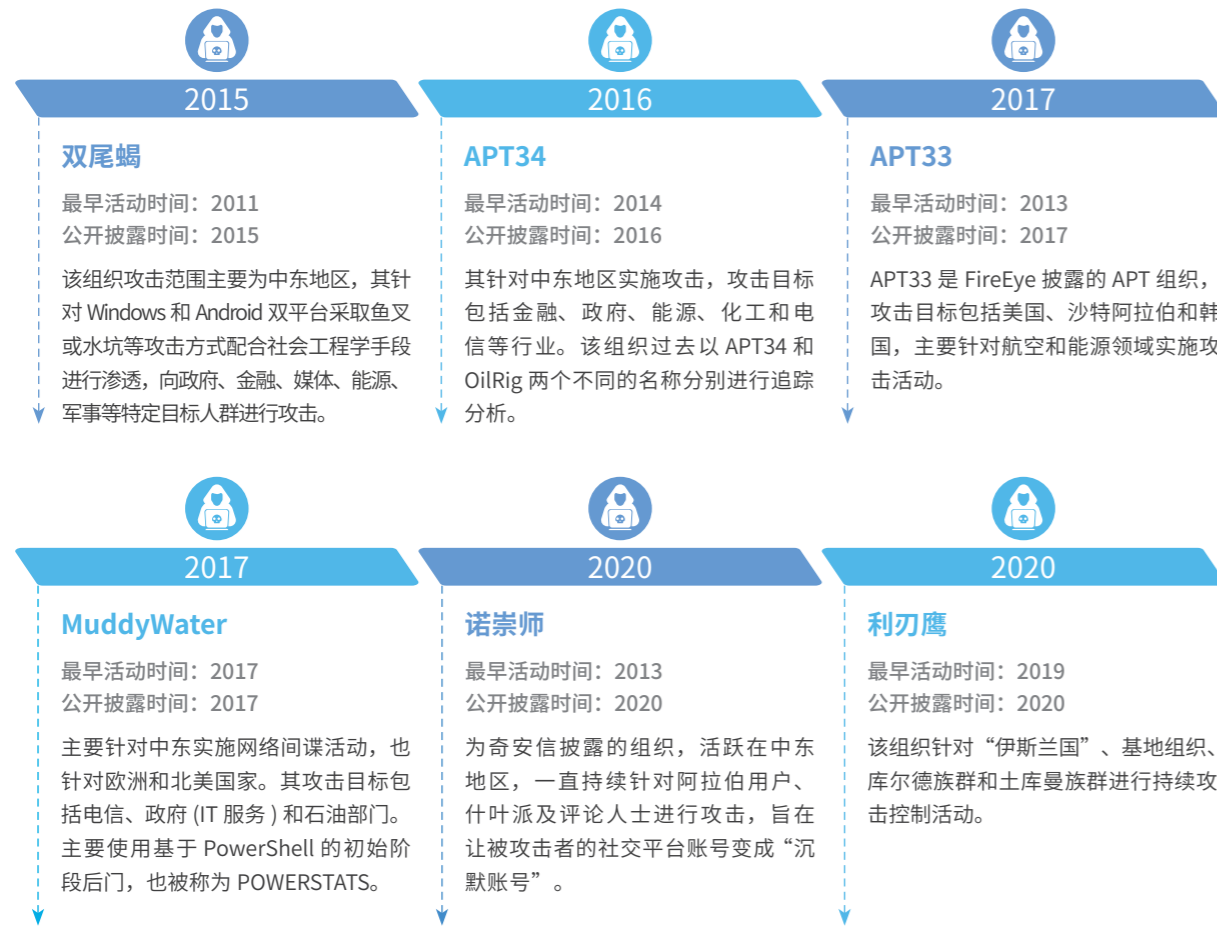 2015
双尾蝎
最早活动时间：2011
公开披露时间：2015
该组织攻击范围主要为中东地区，其针
对 Windows 和 Android 双平台采取鱼叉
或水坑等攻击方式配合社会工程学手段
进行渗透，向政府、金融、媒体、能源、
军事等特定目标人群进行攻击。
2016
APT34
最早活动时间：2014
公开披露时间：2016
其针对中东地区实施攻击，攻击目标
包括金融、政府、能源、化工和电
信等行业。该组织过去以 APT34 和
OilRig 两个不同的名称分别进行追踪
分析。
2017
APT33
最早活动时间：2013
公开披露时间：2017
APT33 是 FireEye 披露的 APT 组织，
攻击目标包括美国、沙特阿拉伯和韩
国，主要针对航空和能源领域实施攻
击活动。
2017
MuddyWater
最早活动时间：2017
公开披露时间：2017
主要针对中东实施网络间谍活动，也
针对欧洲和北美国家。其攻击目标包
括电信、政府 (IT 服务 ) 和石油部门。
主要使用基于 PowerShell 的初始阶
段后门，也被称为 POWERSTATS。
2020
诺崇师
最早活动时间：2013
公开披露时间：2020
为奇安信披露的组织，活跃在中东
地区，一直持续针对阿拉伯用户、
什叶派及评论人士进行攻击，旨在
让被攻击者的社交平台账号变成“沉
默账号”。
2020
利刃鹰
最早活动时间：2019
公开披露时间：2020
该组织针对“伊斯兰国”、基地组织、
库尔德族群和土库曼族群进行持续攻
击控制活动。